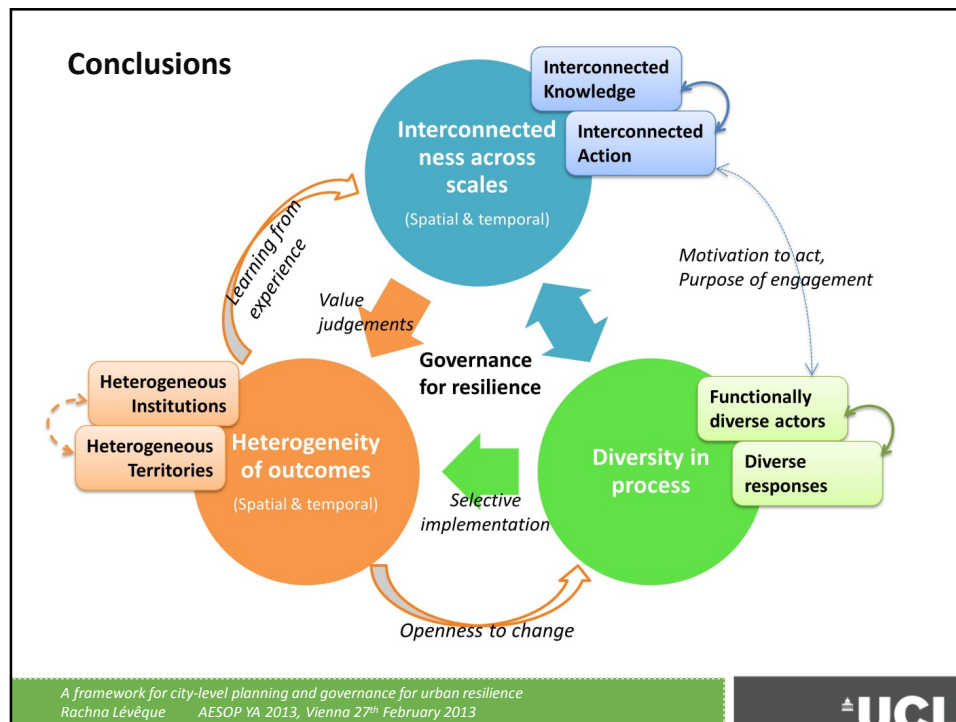 Conclusions
Interconnected
Knowledge
Interconnected
Action
Interconnected
ness across
scales
(Spatial & temporal)
Learning from
experience
Value
judgements
Motivation to act,
Purpose of engagement
Governance
for resilience
Heterogeneous
Institutions
Heterogeneous
Territories
Heterogeneity
of outcomes
(Spatial & temporal)
Selective
implementation
Diversity in
process
Functionally
diverse actors
Diverse
responses
Openness to change
A framework for city-level planning and governance for urban resilience
Rachna Lévêque AESOP YA 2013, Vienna 27th February 2013
UCL